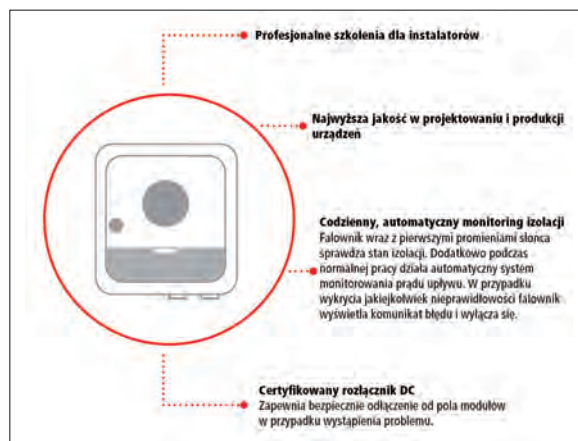 Profesjonalne szkolenia dla instalatorów
Najwyższa jakość w projektowaniu i produkcji
urządzeń
Codzienny, automatyczny monitoring izolacji
Falownik wraz z pierwszymi promieniami słońca
sprawdza stan izolacji. Dodatkowo podczas
normalnej pracy działa automatyczny system
monitorowania prądu upływu. W przypadku
wykrycia jakiejkolwiek nieprawidłowości falownik
wyświetla komunikat błędu i wyłącza się.
Certyfikowany rozłącznik DC
Zapewnia bezpiecznie odłączenie od pola modułów
w przypadku wystąpienia problemu.